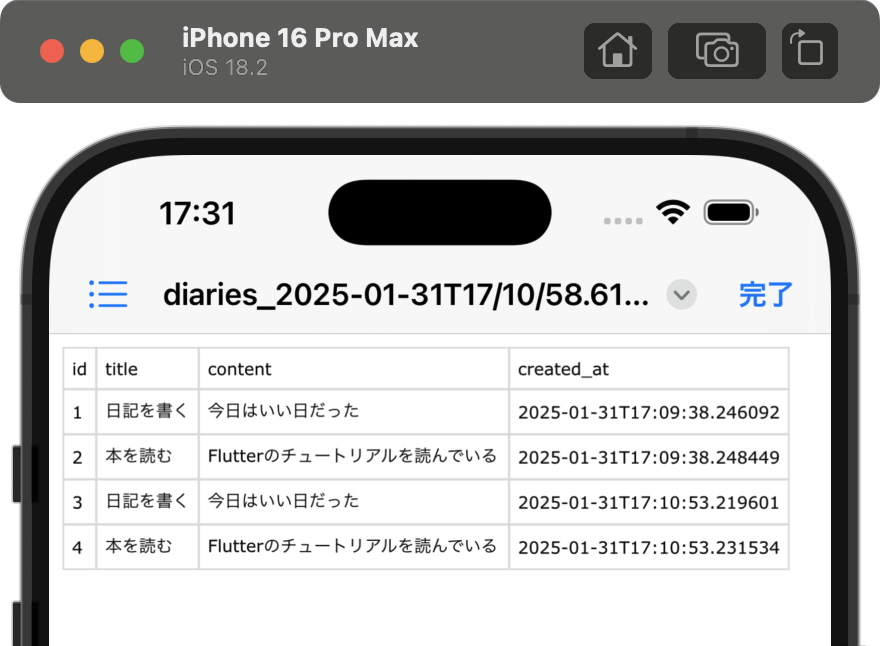 iPhone 16 Pro Max
iOS 18.2
17:31
diaries_2025-01-31T17/10/58.61...
完了
id title content created_at
1 日記を書く 今日はいい日だった 2025-01-31T17:09:38.246092
2 本を読む Flutterのチュートリアルを読んでいる 2025-01-31T17:09:38.248449
3 日記を書く 今日はいい日だった 2025-01-31T17:10:53.219601
4 本を読む Flutterのチュートリアルを読んでいる 2025-01-31T17:10:53.231534